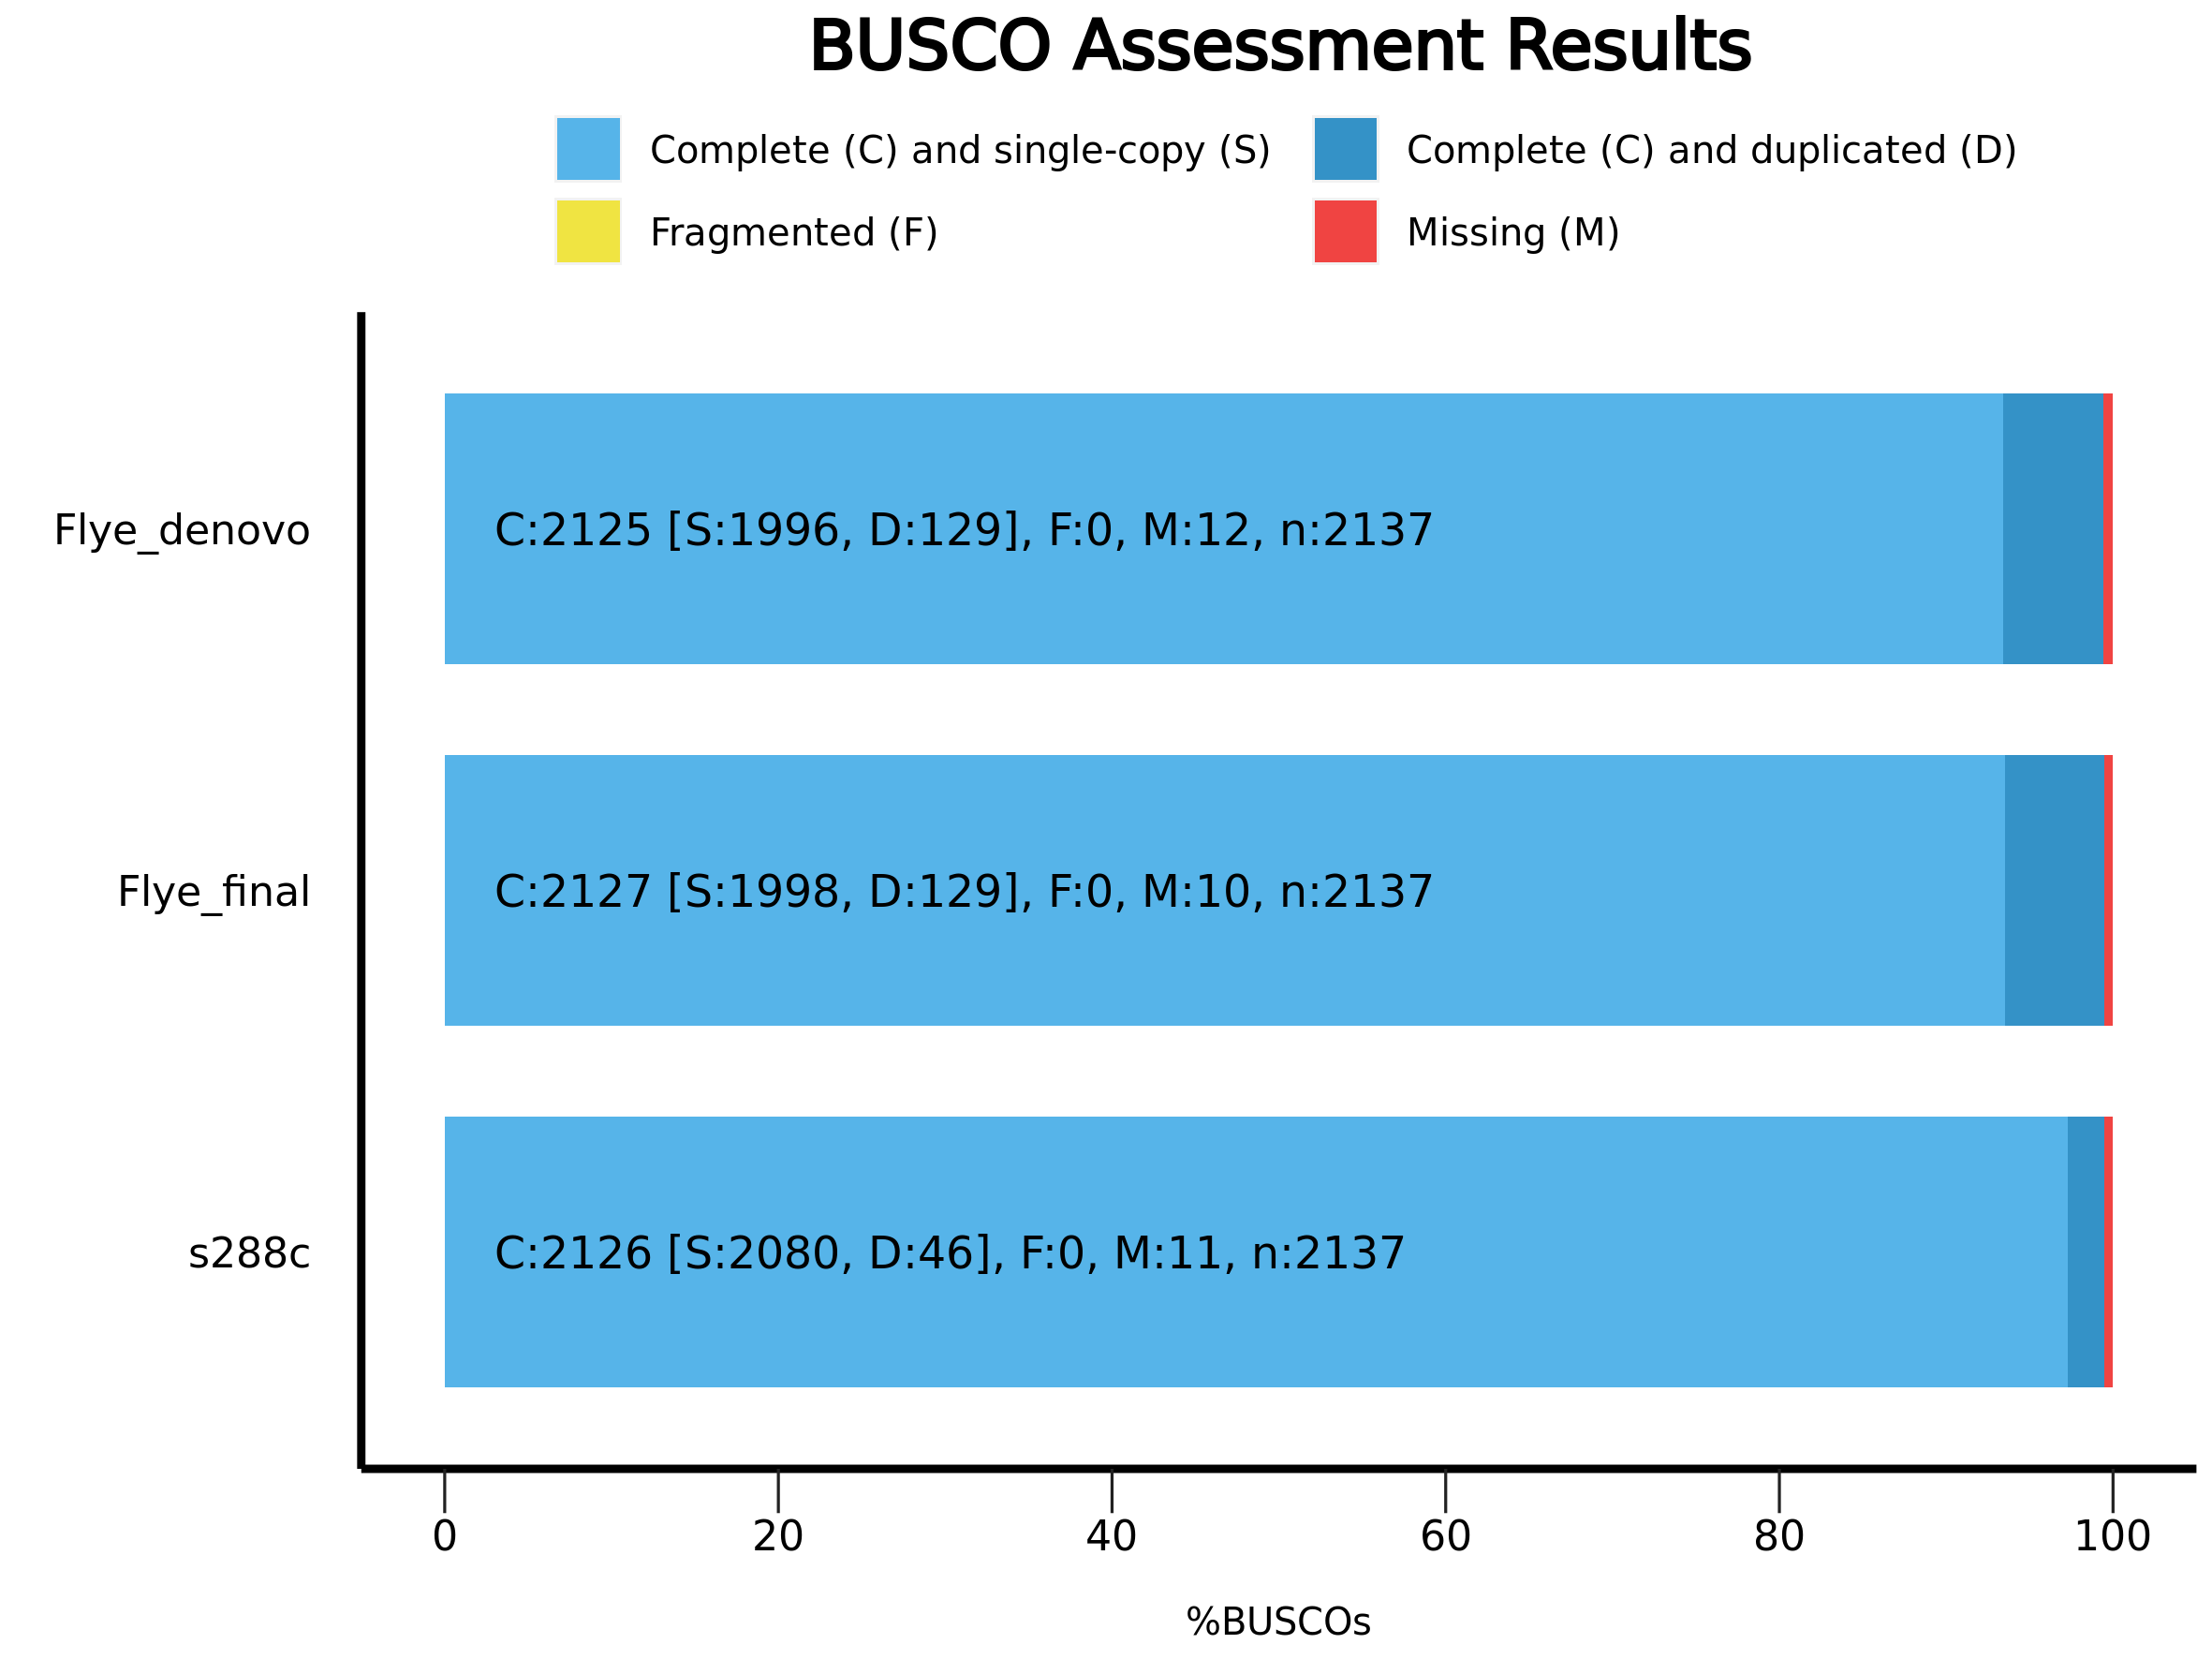 BUSCO Assessment Results
Complete (C) and single-copy (S)
Complete (C) and duplicated (D)
Fragmented (F)
Missing (M)
Flye_denovo
C:2125 [S:1996, D:129], F:0, M:12, n:2137
Flye_final
C:2127 [S:1998, D:129], F:0, M:10, n:2137
s288c
C:2126 [S:2080, D:46], F:0, M:11, n:2137
0 20 40 60 80 100
%BUSCOs